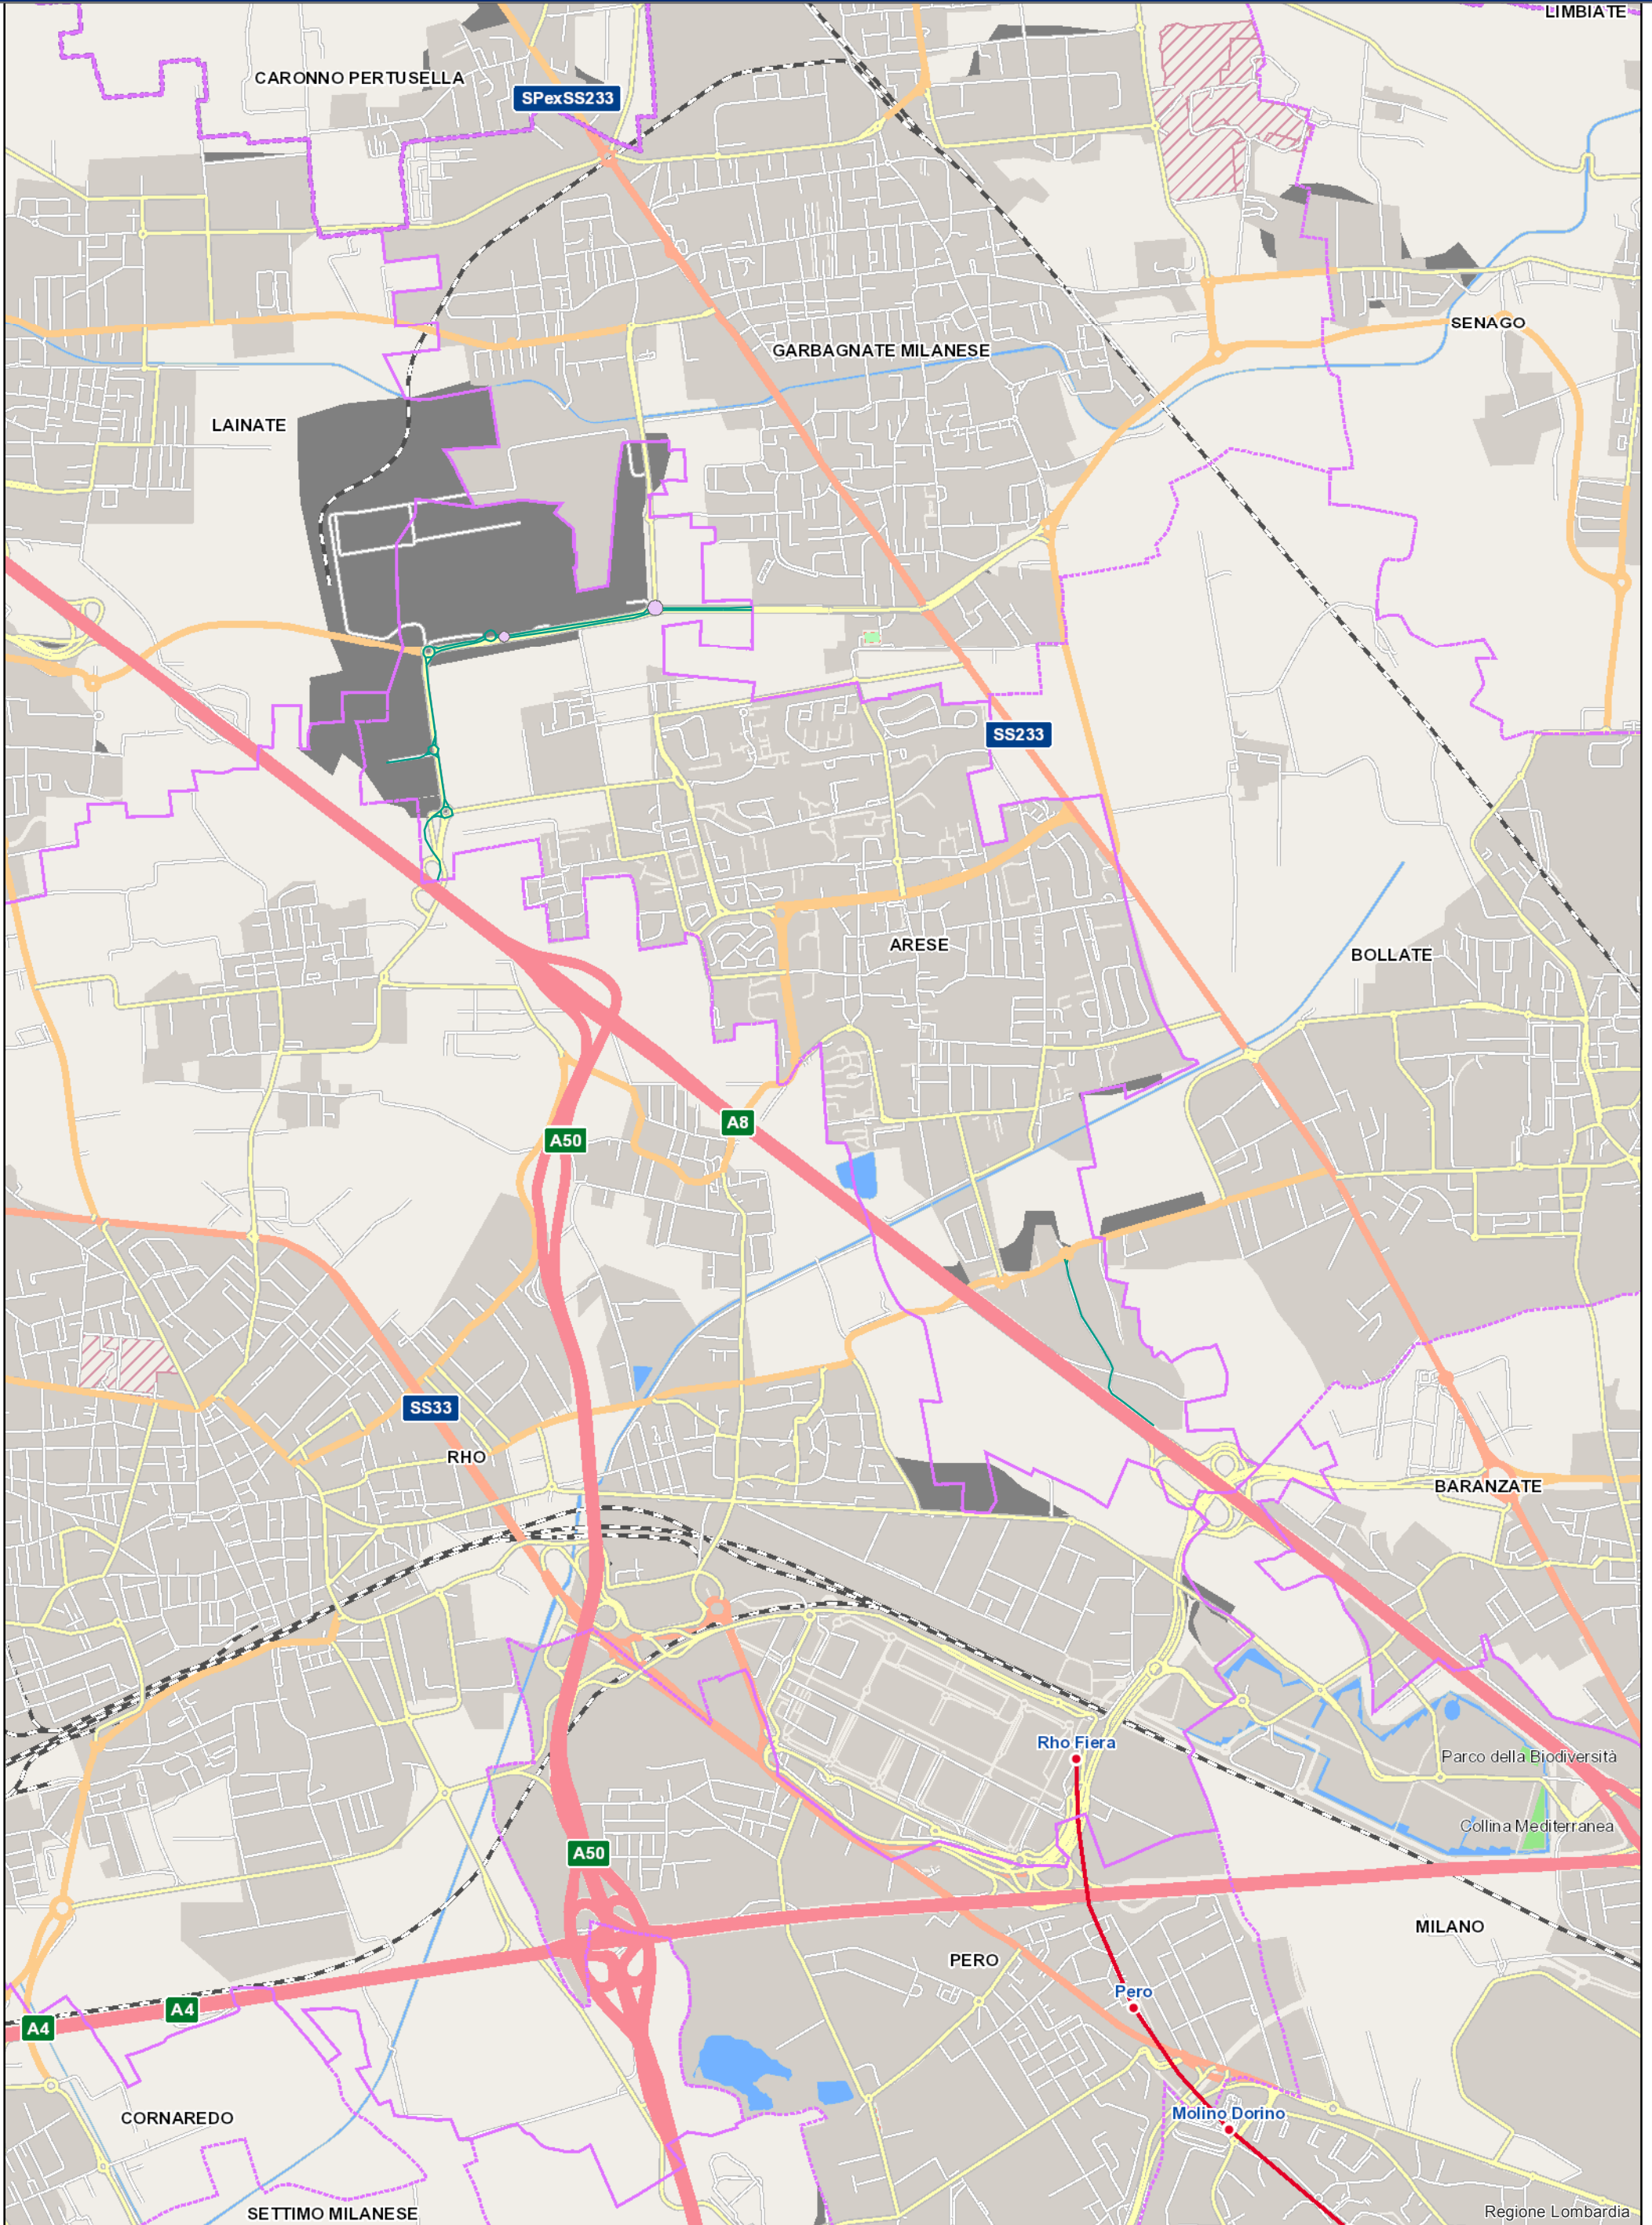 LIMBIATE
CARONNO PERTUSELLA
SPexSS233
SENAGO
GARBAGNATE MILANESE
LAINATE
SS233
ARESE
BOLLATE
A8
A50
SS33
RHO
BARANZATE
Rho Fiera
Parco della Biodiversità
Collina Mediterranea
A50
MILANO
PERO
Pero
A4
A4
Molino Dorino
CORNAREDO
Regione Lombardia
SETTIMO MILANESE